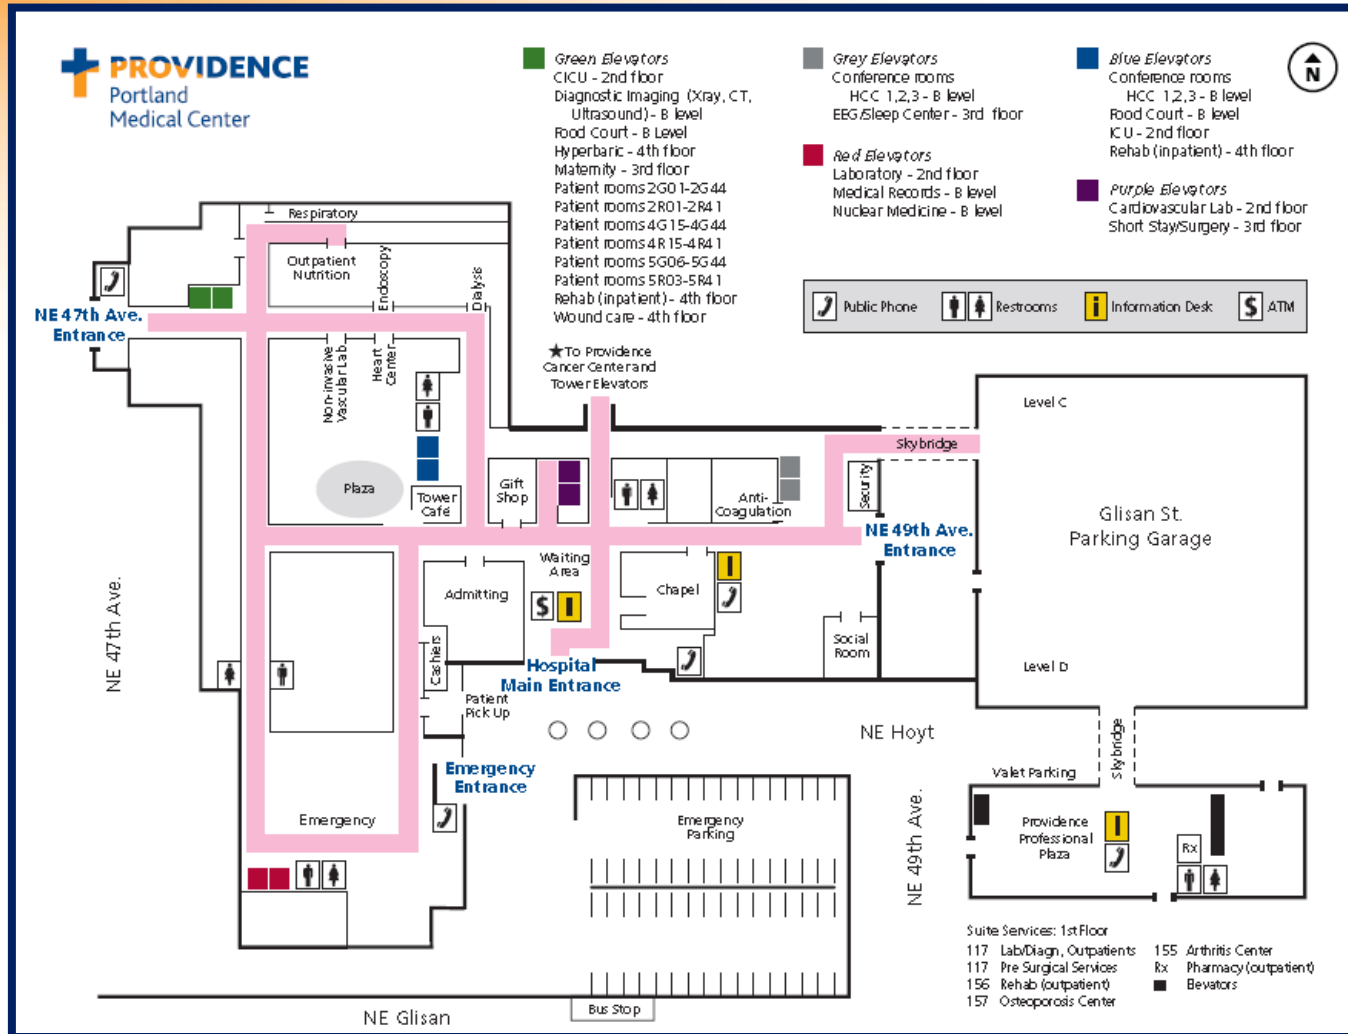 PROVIDENCE
Portland
Medical Center
Green Elevators
CICU - 2nd floor
Diagnostic Imaging (Xray, CT,
Ultrasound) - B level
Food Court - B Level
Hyperbaric - 4th floor
Maternity - 3rd floor
Patient rooms 2G01-2G44
Patient rooms 2R01-2R41
Patient rooms 4G15-4G44
Patient rooms 4R15-4R41
Patient rooms 5G06-5G44
Patient rooms 5R03-5R41
Rehab (inpatient) - 4th floor
Wound care - 4th floor
Grey Elevators
Conference rooms
HCC 1,2,3 - B level
EEG/Sleep Center - 3rd floor
Red Elevators
Laboratory - 2nd floor
Medical Records - B level
Nuclear Medicine - B level
Blue Elevators
Conference rooms
HCC 1,2,3 - B level
Food Court - B level
ICU - 2nd floor
Rehab (inpatient) - 4th floor
Purple Elevators
Cardiovascular Lab - 2nd floor
Short Stay/Surgery - 3rd floor
N
Public Phone
Restrooms
i
Information Desk
$
ATM
Respiratory
Outpatient
Nutrition
Endoscopy
Dialysis
NE 47th Ave.
Entrance
Non-invasive
Vascular Lab
Heart
Center
★To Providence
Cancer Center and
Tower Elevators
Plaza
Tower
Café
Gift
Shop
Anti-
Coagulation
Security
Skybridge
Level C
Glisan St.
Parking Garage
Level D
NE 49th Ave.
Entrance
Waiting
Area
Admitting
$
i
Chapel
i
Cashiers
Social
Room
Hospital
Main Entrance
Patient
Pick Up
NE 47th Ave.
NE Hoyt
Emergency
Entrance
Emergency
Emergency
Parking
NE 49th Ave.
Skybridge
Valet Parking
Providence
Professional
Plaza
i
Rx
Suite Services: 1st Floor
117 Lab/Diagn, Outpatients
117 Pre Surgical Services
156 Rehab (outpatient)
157 Osteoporosis Center
155 Arthritis Center
Rx Pharmacy (outpatient)
Elevators
Bus Stop
NE Glisan